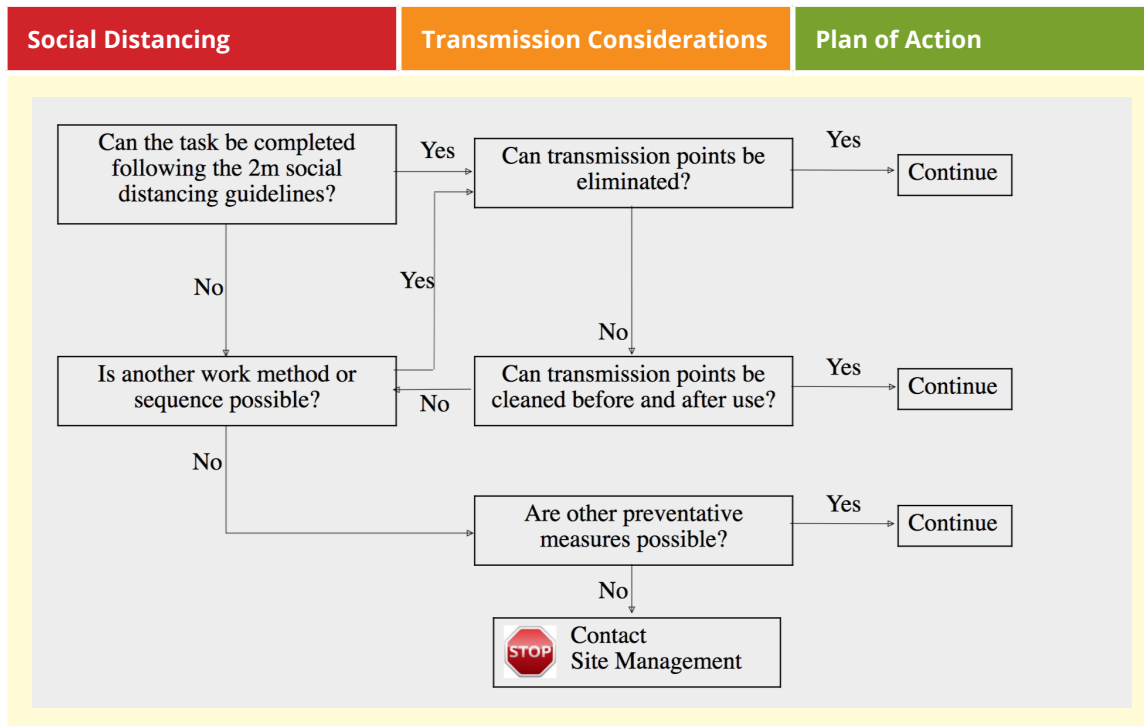 Social Distancing
Transmission Considerations
Plan of Action
Can the task be completed
following the 2m social
distancing guidelines?
Yes
Can transmission points be
eliminated?
Yes
Continue
No
Yes
No
Is another work method or
sequence possible?
No
Can transmission points be
cleaned before and after use?
Yes
Continue
No
Are other preventative
measures possible?
Yes
Continue
No
STOP
Contact
Site Management